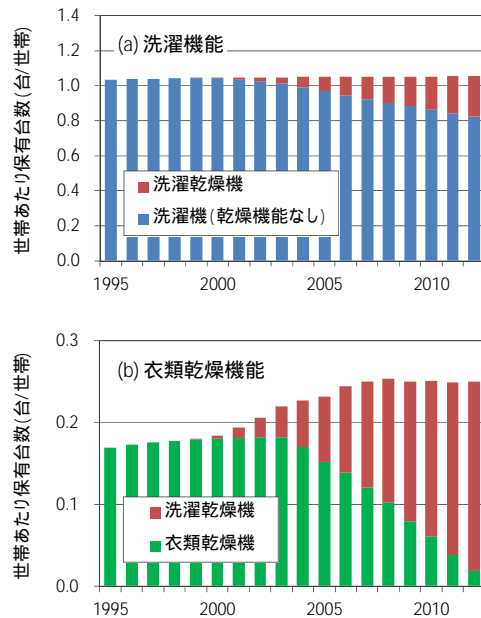 世帯あたり保有台数(台/世帯)
1.4
1.2
1.0
0.8
0.6
0.4
0.2
0.0
(a) 洗濯機能
洗濯乾燥機
洗濯機(乾燥機能なし)
1995 2000 2005 2010
世帯あたり保有台数(台/世帯)
0.3
0.2
0.1
0.0
(b) 衣類乾燥機能
洗濯乾燥機
衣類乾燥機
1995 2000 2005 2010